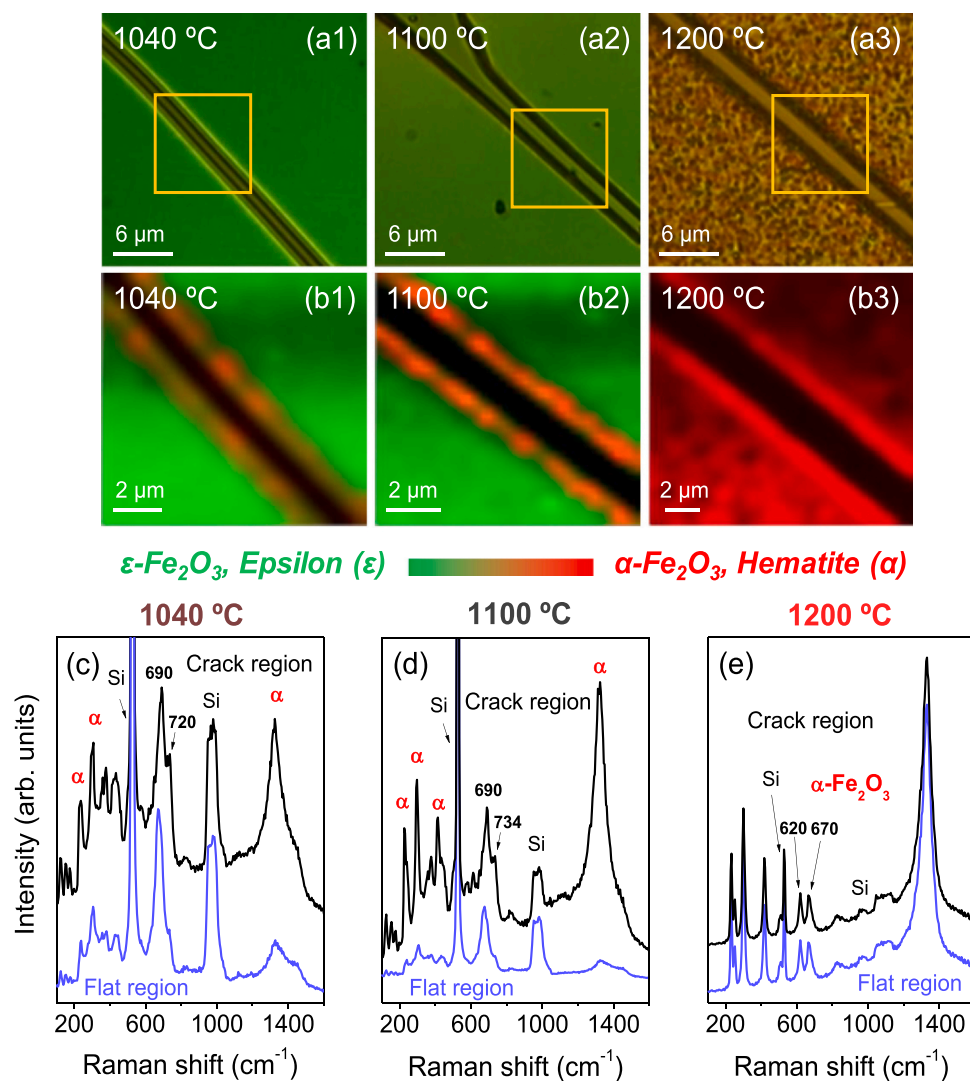 1040 ºC (a1)
1100 ºC (a2)
1200 ºC (a3)
6 µm
6 µm
6 µm
1040 ºC (b1)
1100 ºC (b2)
1200 ºC (b3)
2 µm
2 µm
2 µm
ε-Fe2O3, Epsilon (ε)
α-Fe2O3, Hematite (α)
1040 ºC
1100 ºC
1200 ºC
Intensity (arb. units)
(c)
Si
690
Crack region
α
α
720
Si
α
Flat region
200 600 1000 1400
Raman shift (cm-1)
(d)
α
Si
Crack region
α
α
α
690
734
Si
Flat region
200 600 1000 1400
Raman shift (cm-1)
(e)
Crack region
Si
α-Fe2O3
620 670
Si
Flat region
200 600 1000 1400
Raman shift (cm-1)